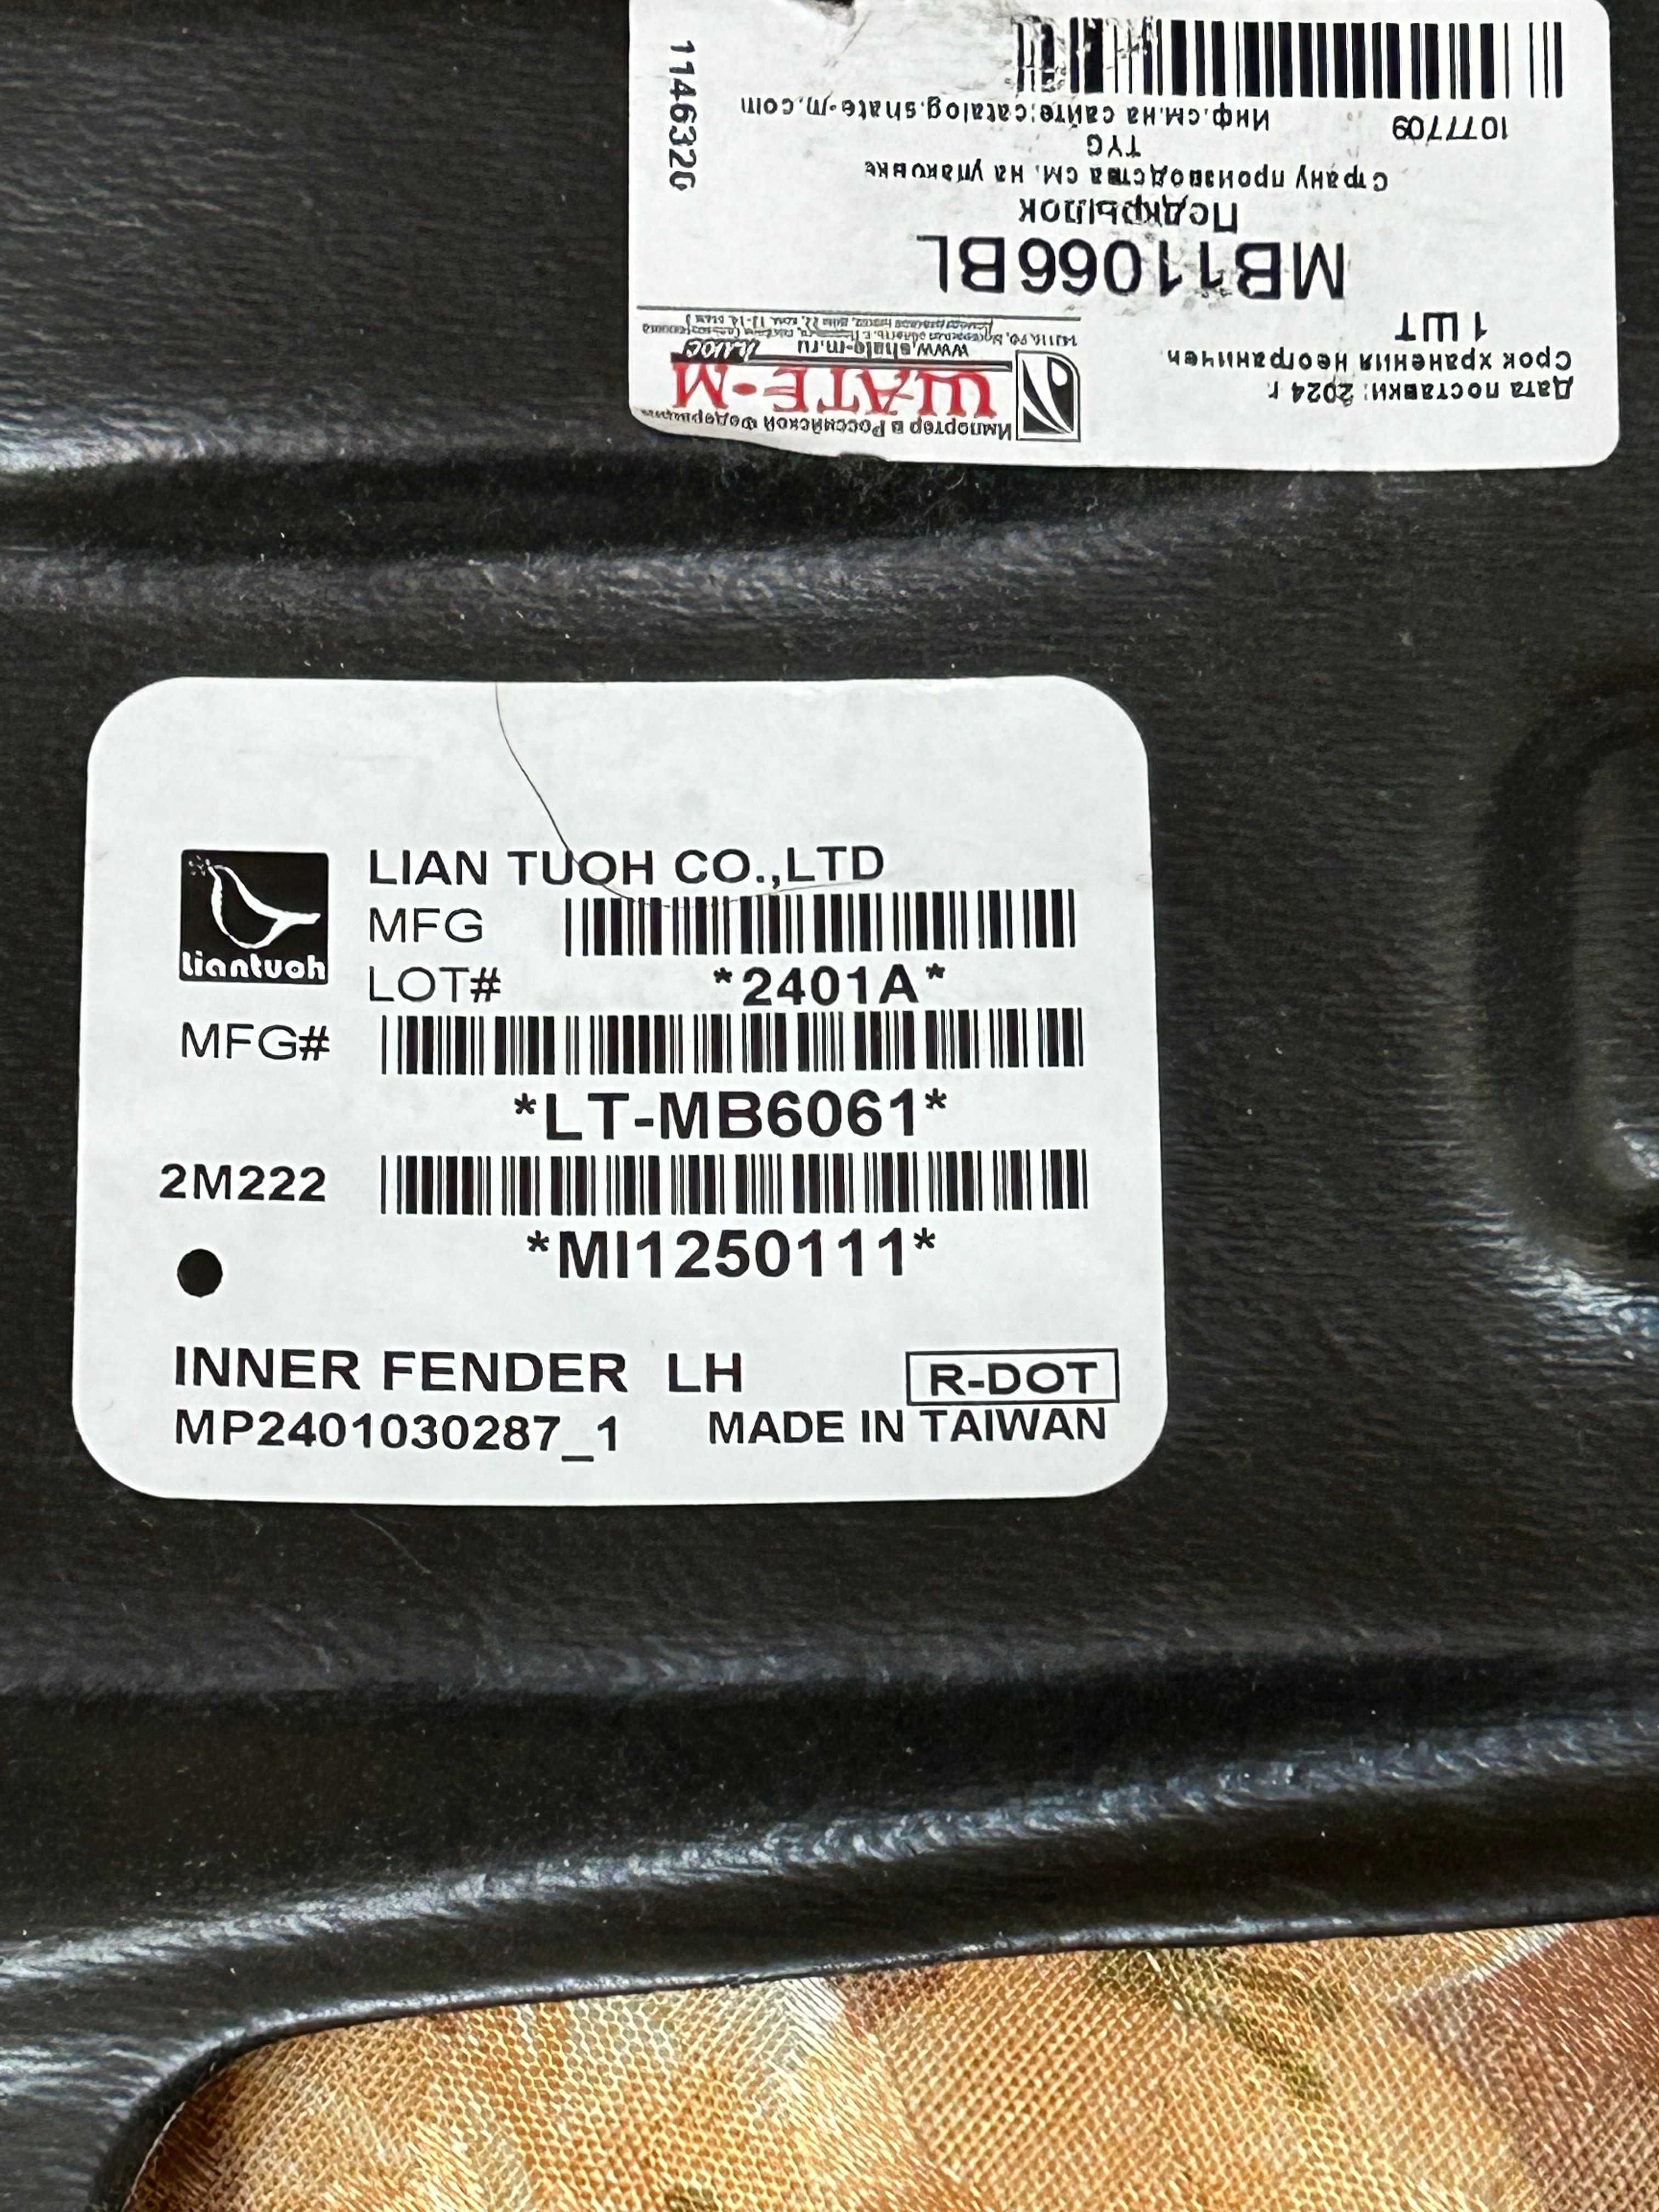 Импортер в Российской Федерации
ШАТЕ-М
ПЛЮС
www.shate-m.ru
Дата поставки: 2024 г
Срок хранения неограничен.
1 ШТ
MB11066BL
Подкрылок
Страну производства см. на упаковке
TYG
Инф.см.на сайте:catalog.shate-m.com
1077709
liantuoh
LIAN TUOH CO.,LTD
MFG
LOT#
*2401A*
MFG#
*LT-MB6061*
2M222
*MI1250111*
INNER FENDER LH
R-DOT
MP2401030287_1 MADE IN TAIWAN